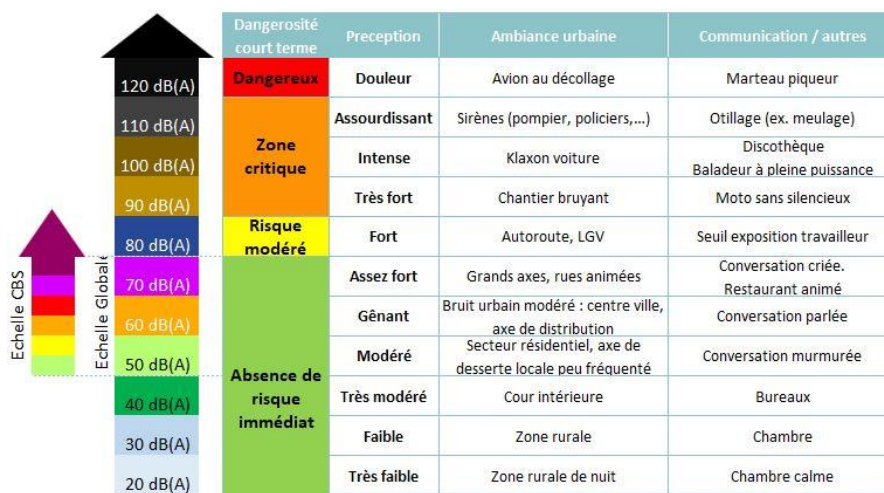 Dangerosité
court terme
Preception
Ambiance urbaine
Communication / autres
120 dB(A)
Dangereux
Douleur
Avion au décollage
Marteau piqueur
110 dB(A)
Zone
critique
Assourdissant
Sirènes (pompier, policiers,...)
Otillage (ex. meulage)
100 dB(A)
Intense
Klaxon voiture
Discothèque
Baladeur à pleine puissance
90 dB(A)
Très fort
Chantier bruyant
Moto sans silencieux
80 dB(A)
Risque
modéré
Fort
Autoroute, LGV
Seuil exposition travailleur
Echelle CBS
Echelle Globale
70 dB(A)
Absence de
risque
immédiat
Assez fort
Grands axes, rues animées
Conversation criée.
Restaurant animé
60 dB(A)
Gênant
Bruit urbain modéré : centre ville,
axe de distribution
Conversation parlée
50 dB(A)
Modéré
Secteur résidentiel, axe de
desserte locale peu fréquenté
Conversation murmurée
40 dB(A)
Très modéré
Cour intérieure
Bureaux
30 dB(A)
Faible
Zone rurale
Chambre
20 dB(A)
Très faible
Zone rurale de nuit
Chambre calme